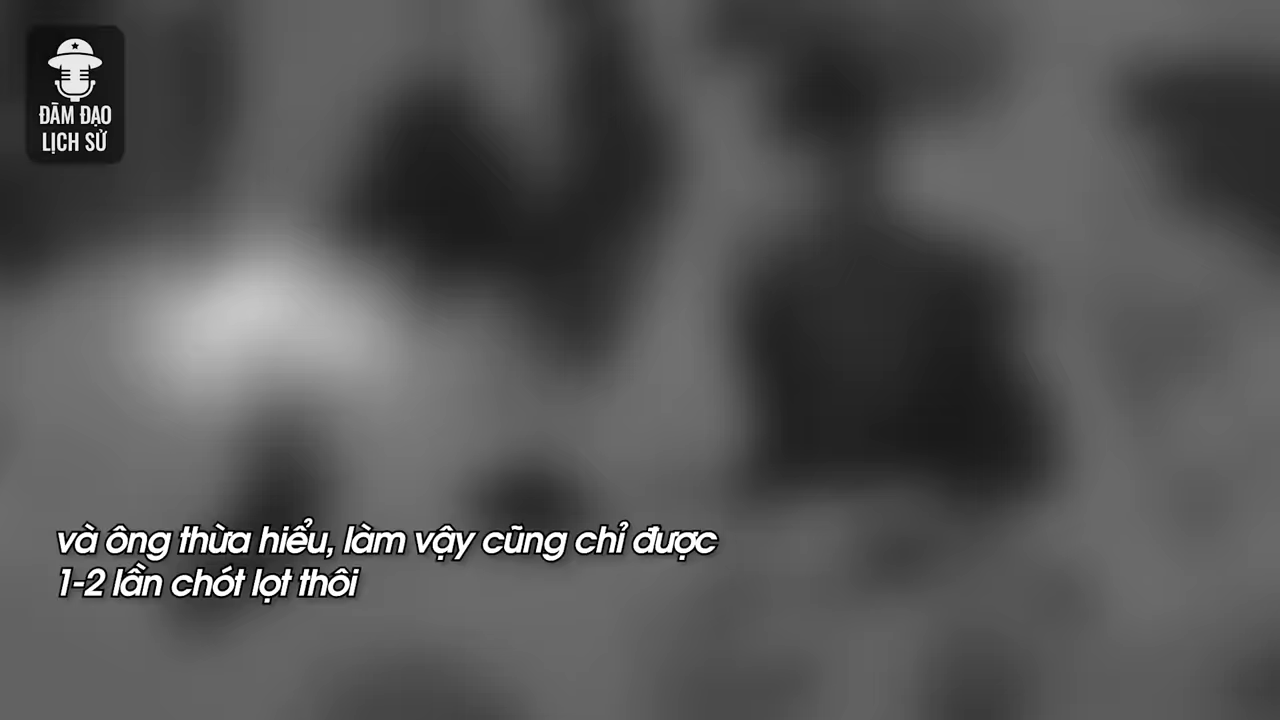 ĐÀM ĐẠO
LỊCH SỬ
và ông thừa hiểu, làm vậy cũng chỉ được
1-2 lần chót lọt thôi